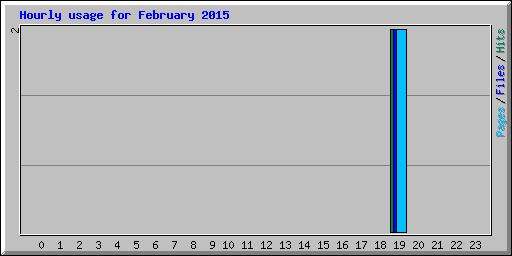 Hourly usage for February 2015
2
Pages/Files/Hits
0 1 2 3 4 5 6 7 8 9 10 11 12 13 14 15 16 17 18 19 20 21 22 23